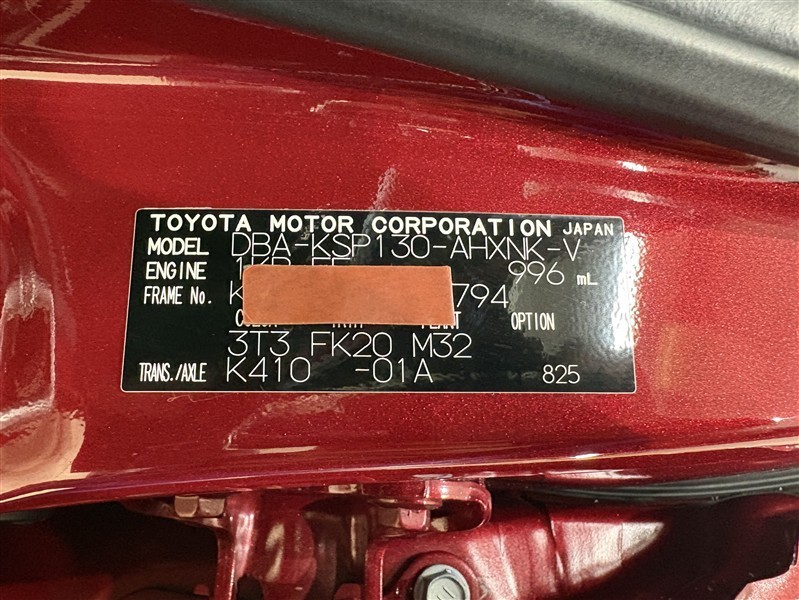 TOYOTA MOTOR CORPORATION JAPAN
MODEL DBA-KSP130-AHXNK-V
ENGINE 996 mL
FRAME No. K 794
OPTION
3T3 FK20 M32
TRANS./AXLE K410 -01A 825